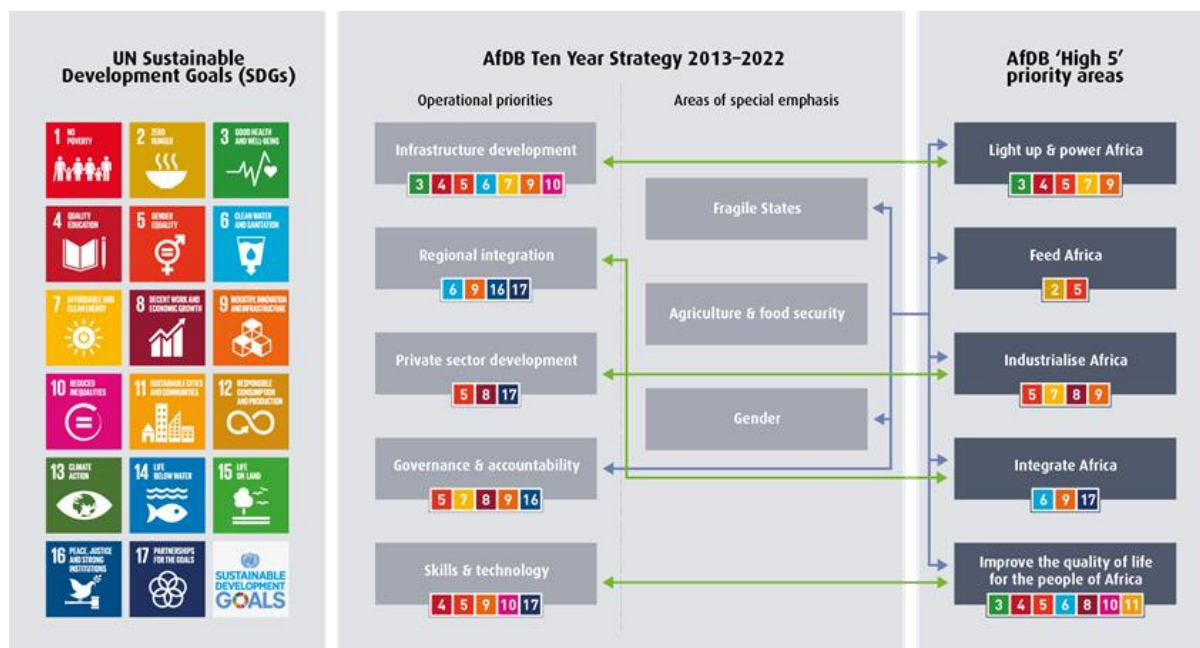 UN Sustainable
Development Goals (SDGs)
1 NO
POVERTY
2 ZERO
HUNGER
3 GOOD HEALTH
AND WELL-BEING
4 QUALITY
EDUCATION
5 GENDER
EQUALITY
6 CLEAN WATER
AND SANITATION
7 AFFORDABLE AND
CLEAN ENERGY
8 DECENT WORK AND
ECONOMIC GROWTH
9 INDUSTRY, INNOVATION
AND INFRASTRUCTURE
10 REDUCED
INEQUALITIES
11 SUSTAINABLE CITIES
AND COMMUNITIES
12 RESPONSIBLE
CONSUMPTION
AND PRODUCTION
13 CLIMATE
ACTION
14 LIFE
BELOW WATER
15 LIFE
ON LAND
16 PEACE, JUSTICE
AND STRONG
INSTITUTIONS
17 PARTNERSHIPS
FOR THE GOALS
SUSTAINABLE
DEVELOPMENT
GOALS
AfDB Ten Year Strategy 2013–2022
Operational priorities
Infrastructure development
3 4 5 6 7 9 10
Regional integration
6 9 16 17
Private sector development
5 8 17
Governance & accountability
5 7 8 9 16
Skills & technology
4 5 9 10 17
Areas of special emphasis
Fragile States
Agriculture & food security
Gender
AfDB ‘High 5’
priority areas
Light up & power Africa
3 4 5 7 9
Feed Africa
2 5
Industrialise Africa
5 7 8 9
Integrate Africa
6 9 17
Improve the quality of life
for the people of Africa
3 4 5 6 8 10 11